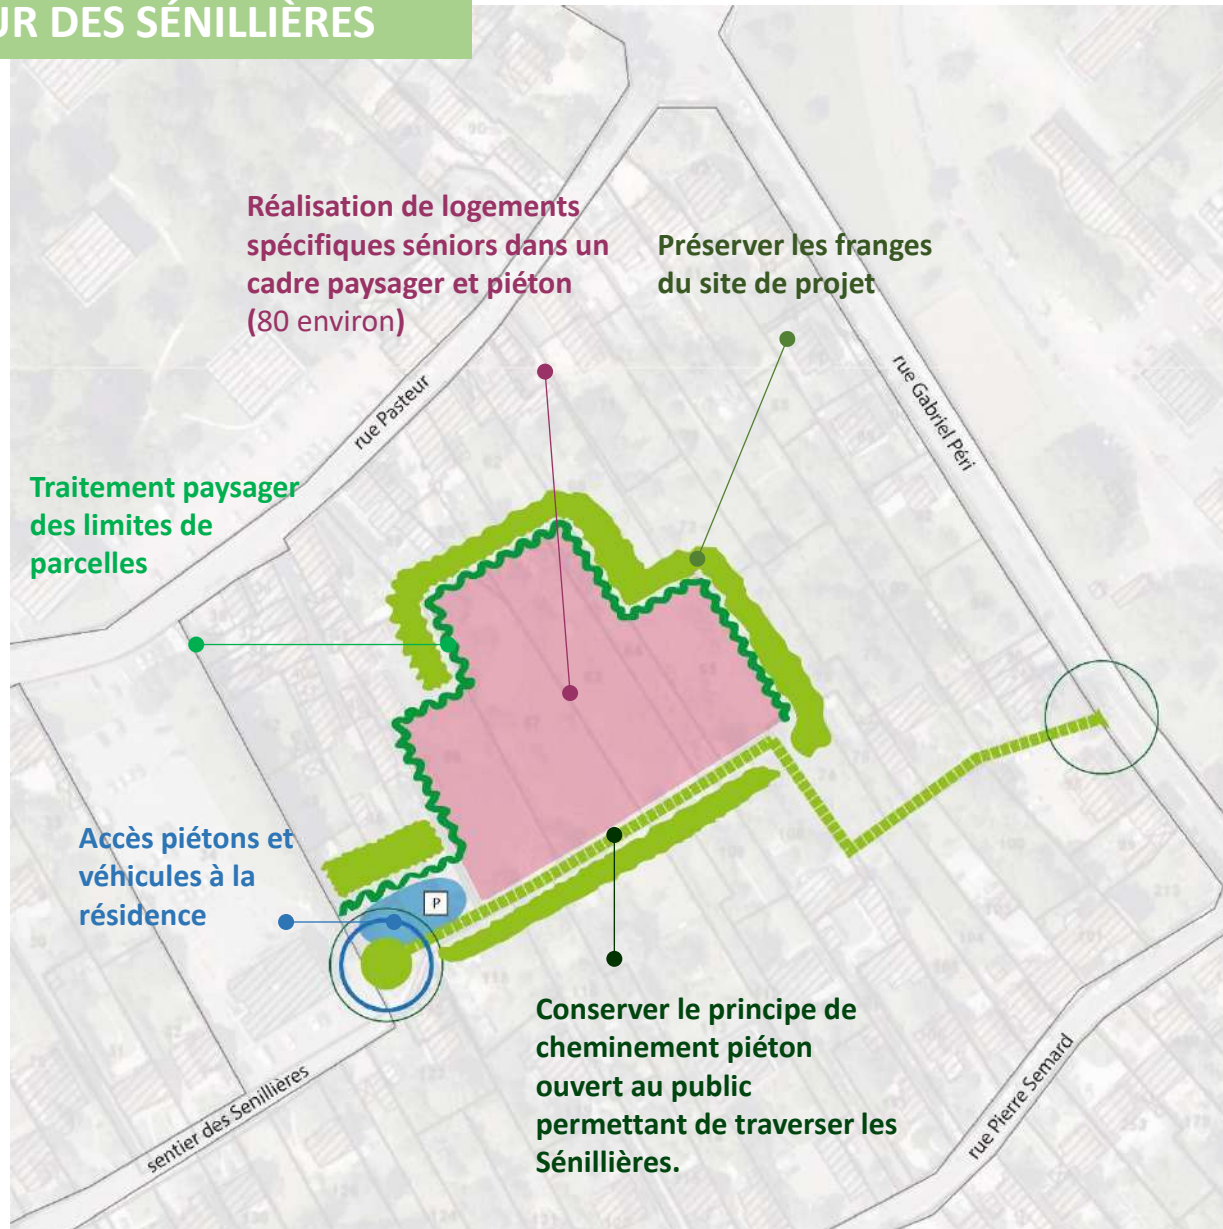 UR DES SÉNILLIÈRES
Réalisation de logements
spécifiques séniors dans un
cadre paysager et piéton
(80 environ)
Préserver les franges
du site de projet
rue Pasteur
rue Gabriel Péri
Traitement paysager
des limites de
parcelles
Accès piétons et
véhicules à la
résidence
P
Conserver le principe de
cheminement piéton
ouvert au public
permettant de traverser les
Sénillières.
sentier des Senillières
rue Pierre Semard